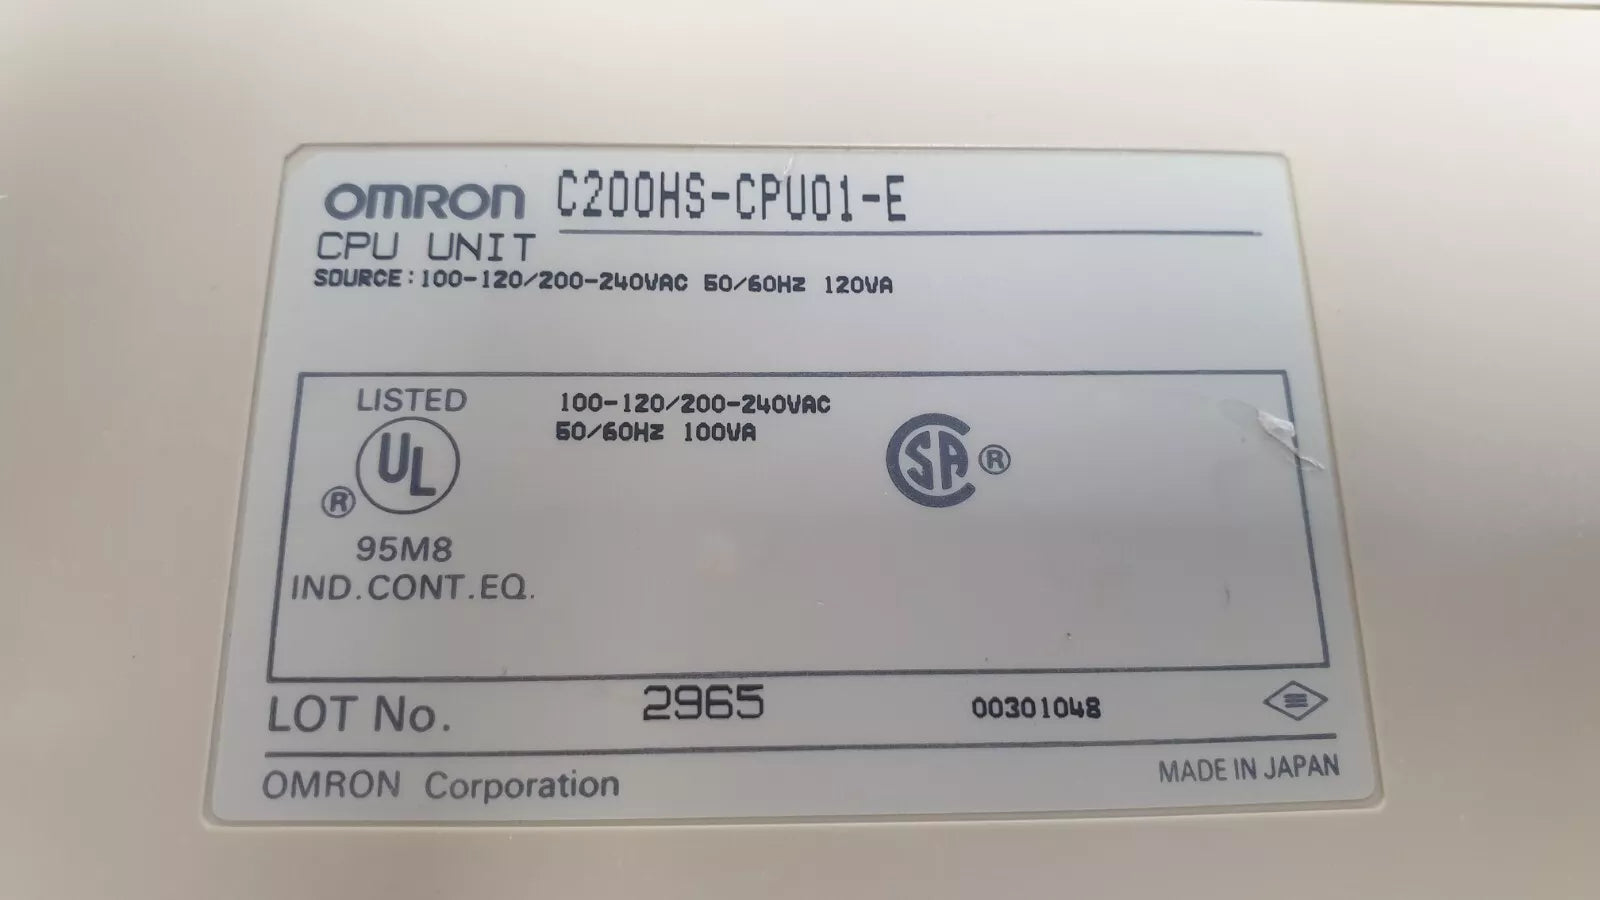 OMRON C200HS-CPU01-E
CPU UNIT
SOURCE:100-120/200-240VAC 50/60Hz 120VA
LISTED
UL
®
95M8
IND.CONT.EQ.
100-120/200-240VAC
50/60Hz 100VA
SA ®
LOT No. 2965 00301048
OMRON Corporation MADE IN JAPAN